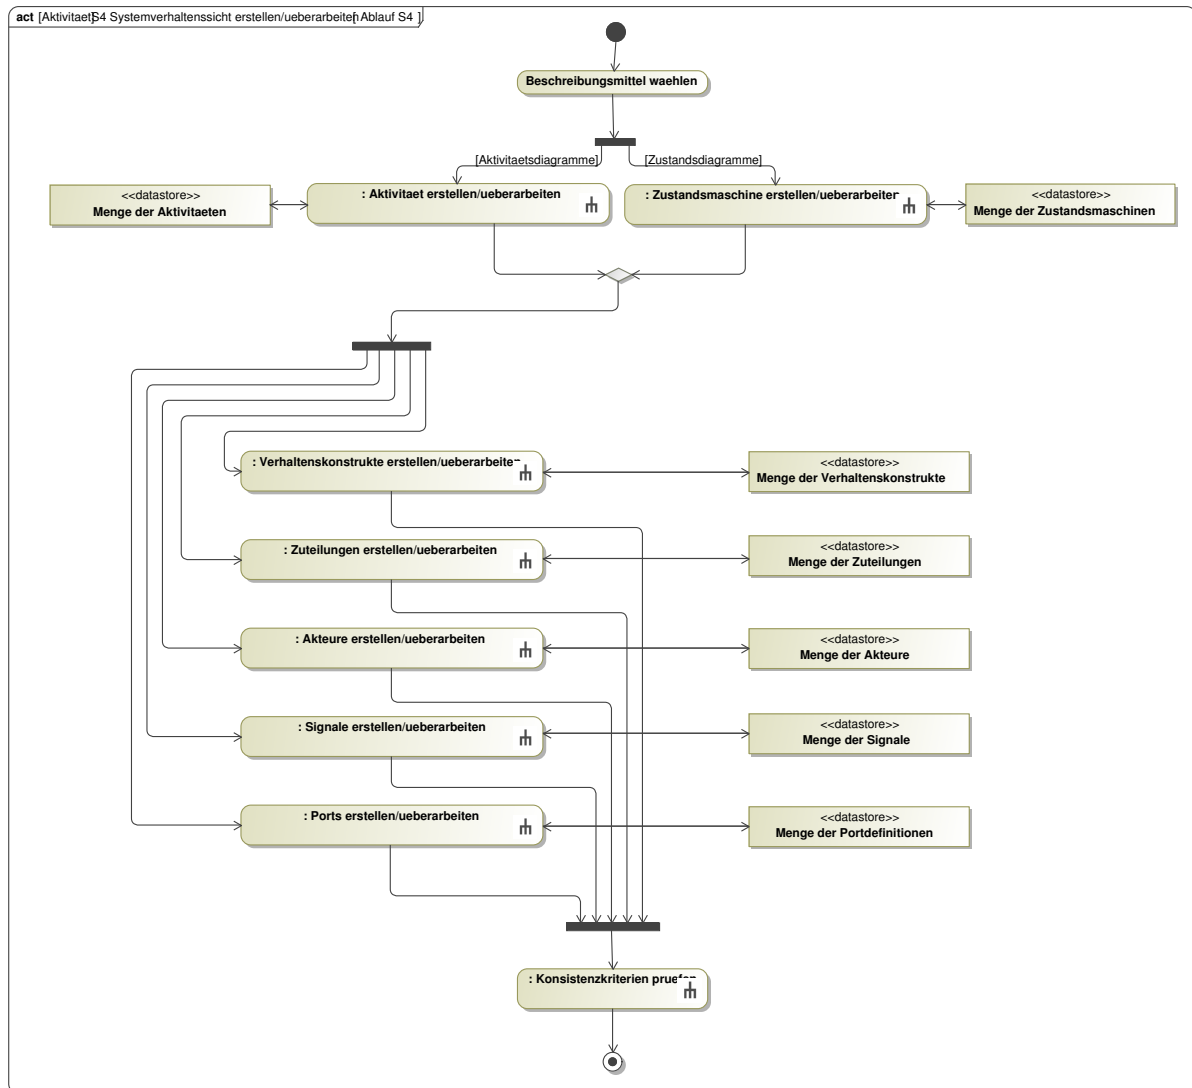 act [Aktivitaet] S4 Systemverhaltenssicht erstellen/ueberarbeiten [ Ablauf S4 ]
Beschreibungsmittel waehlen
[Aktivitaetsdiagramme]
[Zustandsdiagramme]
<<datastore>>
Menge der Aktivitaeten
: Aktivitaet erstellen/ueberarbeiten
: Zustandsmaschine erstellen/ueberarbeiten
<<datastore>>
Menge der Zustandsmaschinen
: Verhaltenskonstrukte erstellen/ueberarbeiten
<<datastore>>
Menge der Verhaltenskonstrukte
: Zuteilungen erstellen/ueberarbeiten
<<datastore>>
Menge der Zuteilungen
: Akteure erstellen/ueberarbeiten
<<datastore>>
Menge der Akteure
: Signale erstellen/ueberarbeiten
<<datastore>>
Menge der Signale
: Ports erstellen/ueberarbeiten
<<datastore>>
Menge der Portdefinitionen
: Konsistenzkriterien pruefen